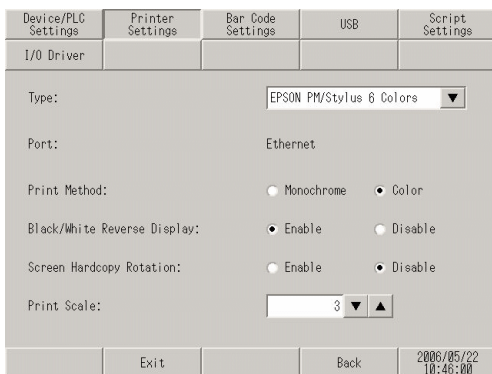 Device/PLC Settings
Printer Settings
Bar Code Settings
USB
Script Settings
I/O Driver
Type: EPSON PM/Stylus 6 Colors
Port: Ethernet
Print Method: Monochrome Color
Black/White Reverse Display: Enable Disable
Screen Hardcopy Rotation: Enable Disable
Print Scale: 3
Exit
Back
2006/05/22
10:46:00